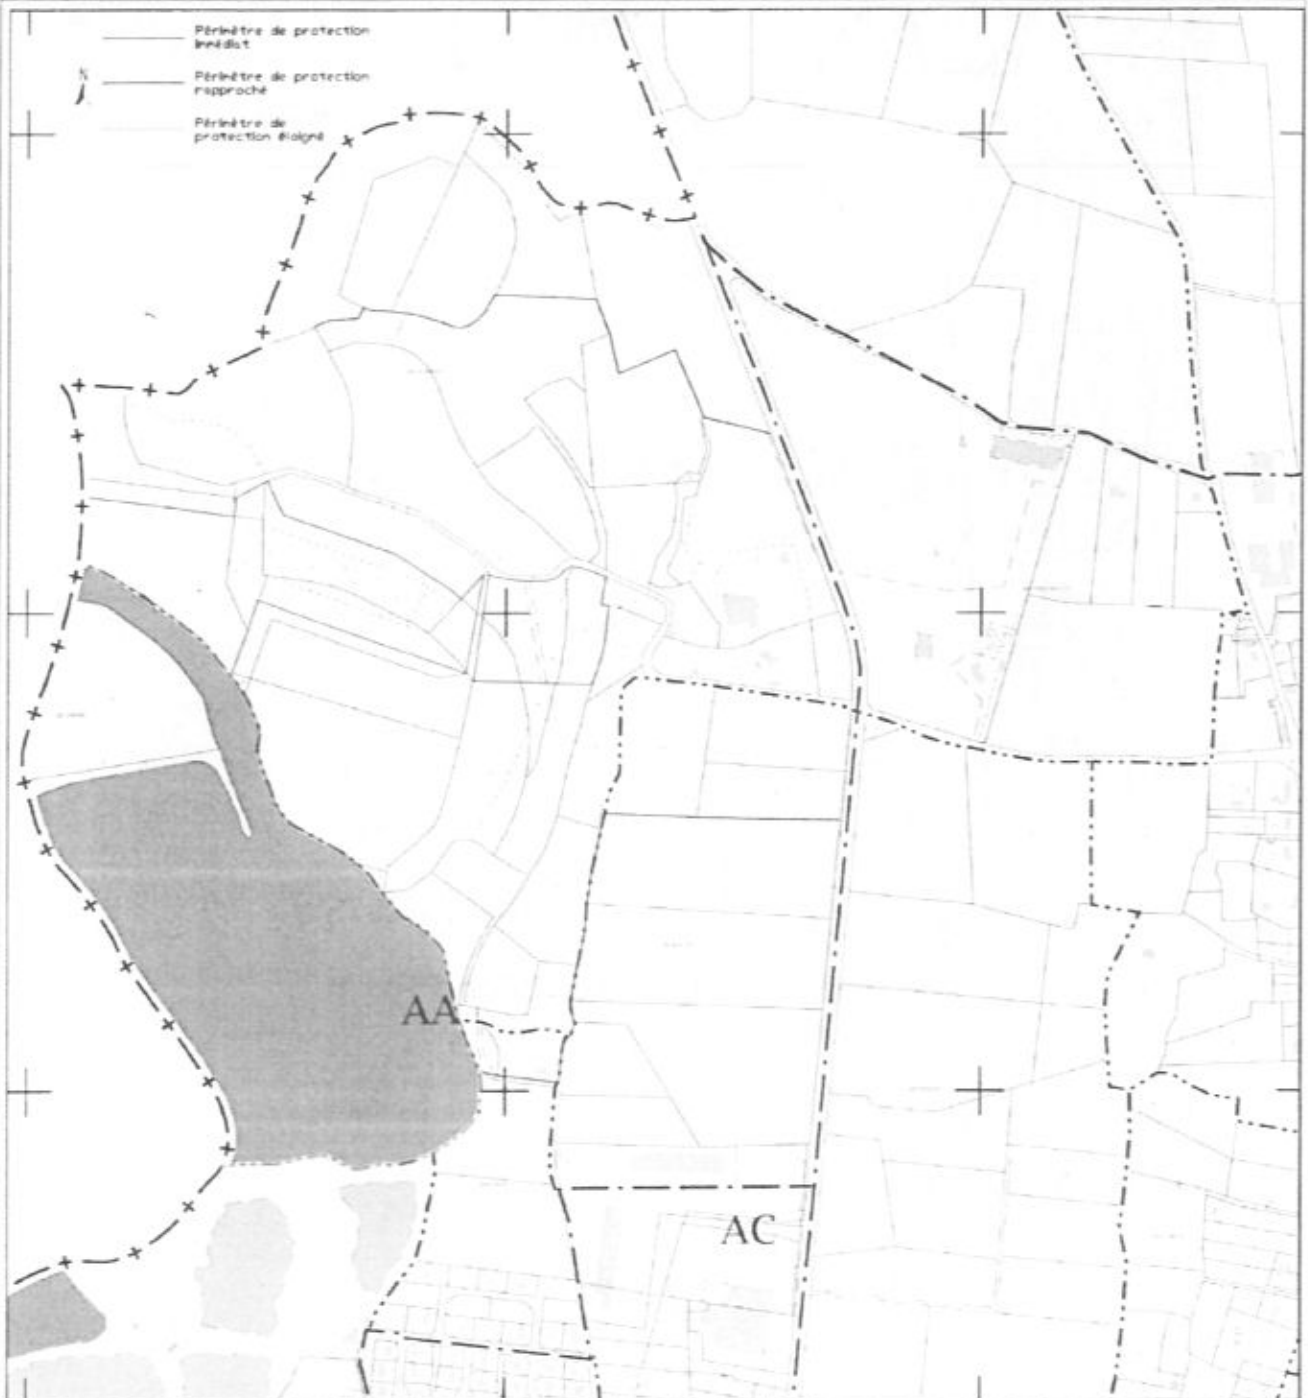 Périmètre de protection
immédiat
Périmètre de protection
rapproché
Périmètre de
protection éloigné
N
AA
AC